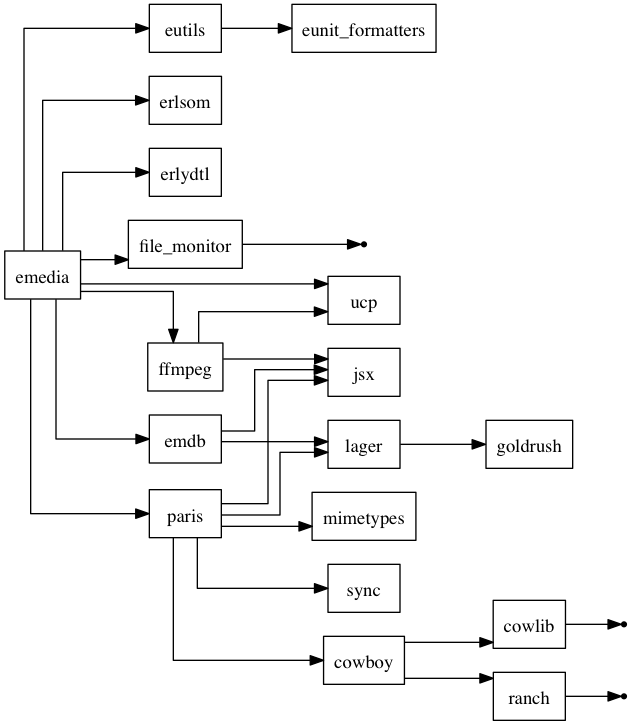 eutils
eunit_formatters
erlsom
erlydtl
file_monitor
emedia
ucp
ffmpeg
jsx
emdb
lager
goldrush
paris
mimetypes
sync
cowlib
cowboy
ranch